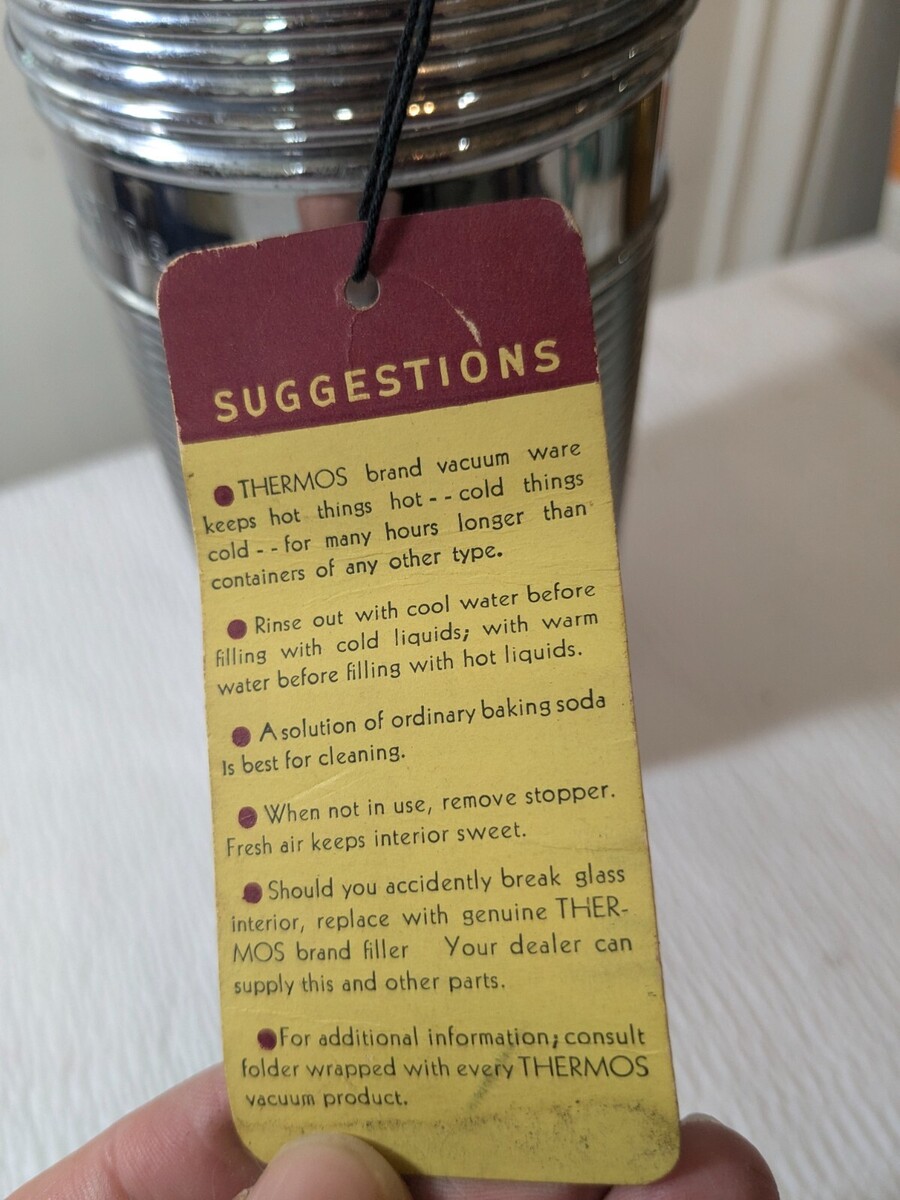 SUGGESTIONS
● THERMOS brand vacuum ware
keeps hot things hot - - cold things
cold - - for many hours longer than
containers of any other type.
● Rinse out with cool water before
filling with cold liquids; with warm
water before filling with hot liquids.
● A solution of ordinary baking soda
Is best for cleaning.
● When not in use, remove stopper.
Fresh air keeps interior sweet.
● Should you accidently break glass
interior, replace with genuine THER-
MOS brand filler Your dealer can
supply this and other parts.
● For additional information; consult
folder wrapped with every THERMOS
vacuum product.